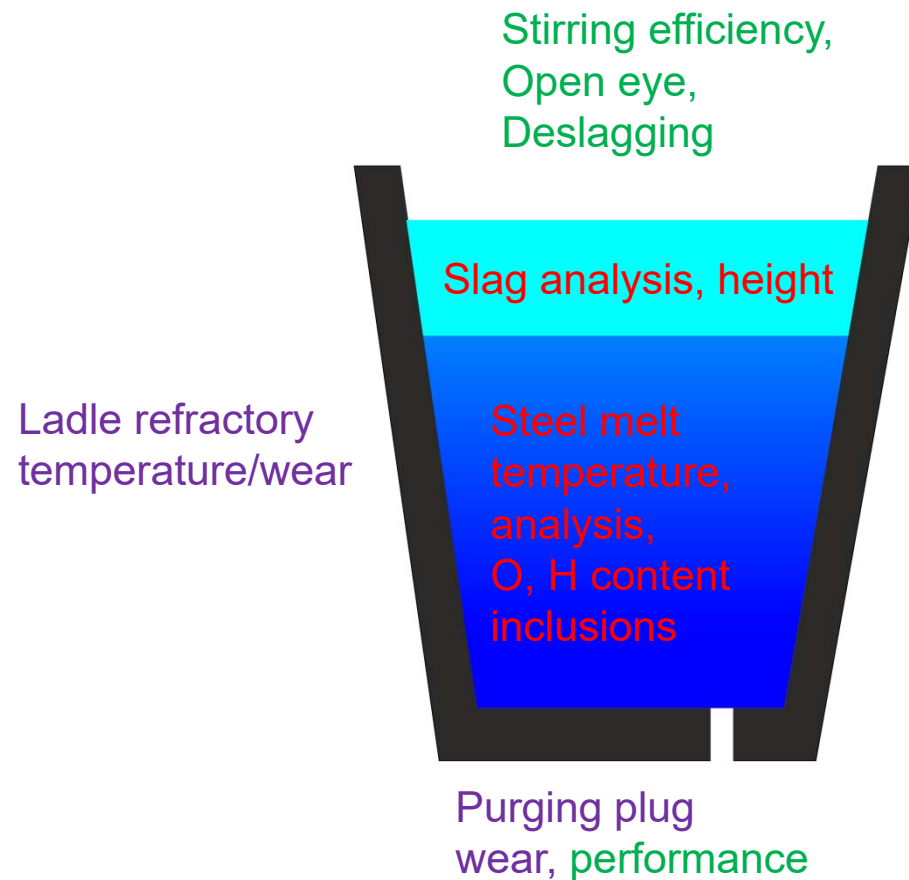 Stirring efficiency,
Open eye,
Deslagging
Slag analysis, height
Ladle refractory
temperature/wear
Steel melt
temperature,
analysis,
O, H content
inclusions
Purging plug
wear, performance